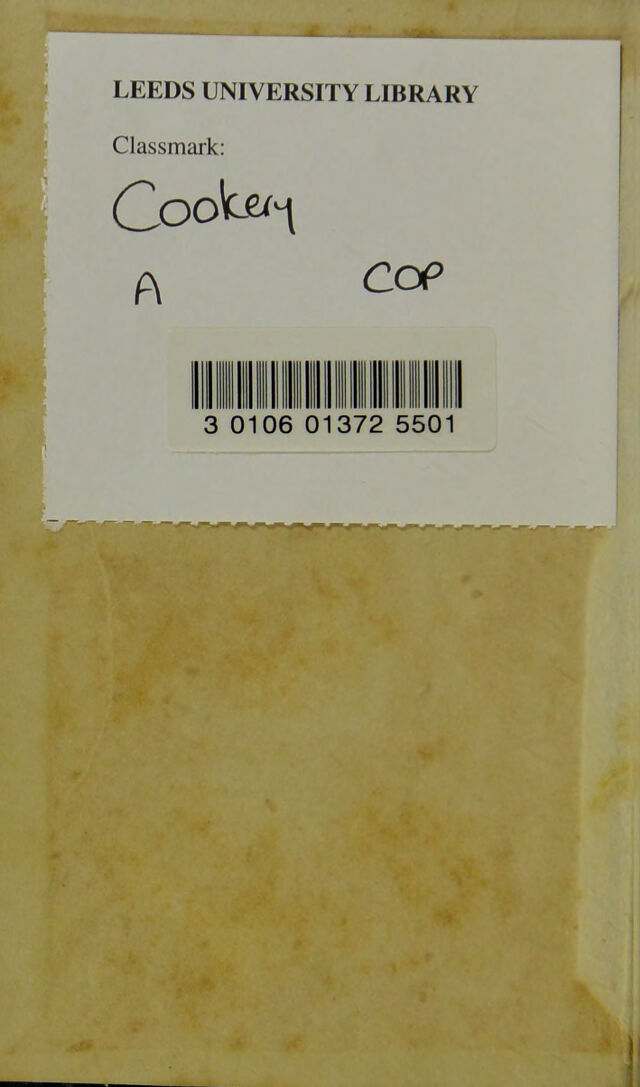 LEEDS UNIVERSITY LIBRARY
Classmark:
Cookery
A COP
3 0106 01372 5501